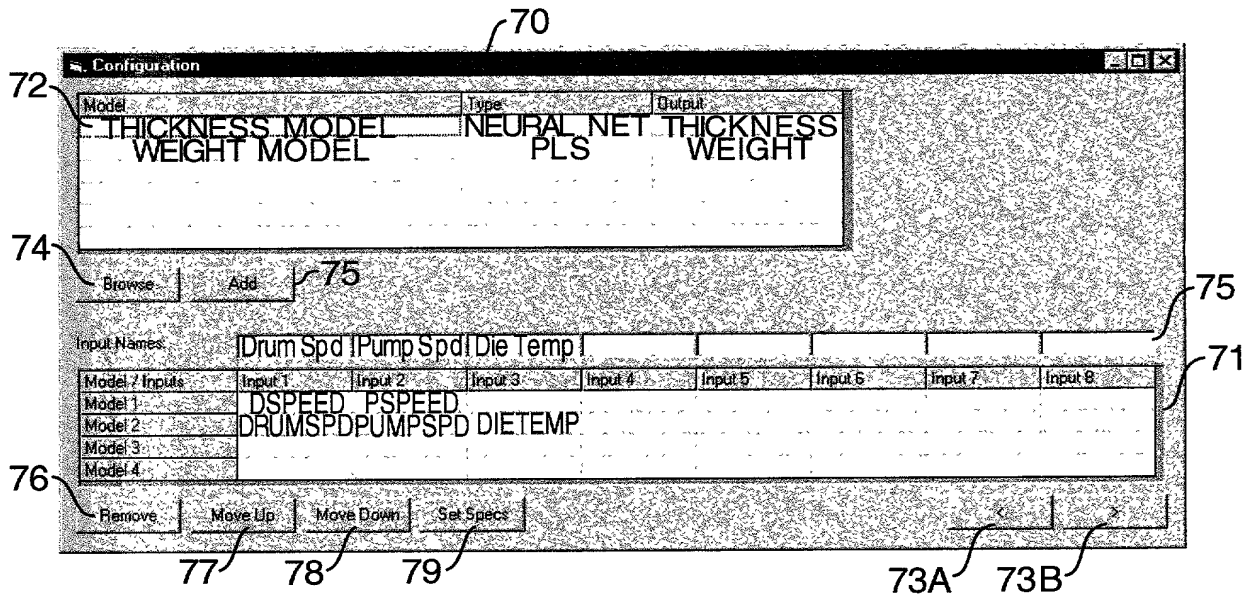 70
Configuration
72
Model Type Output
THICKNESS MODEL NEURAL NET THICKNESS
WEIGHT MODEL PLS WEIGHT
74
Browse Add 75
75
Input Names: Drum Spd Pump Spd Die Temp
71
Model / Inputs Input 1 Input 2 Input 3 Input 4 Input 5 Input 6 Input 7 Input 8
Model 1 DSPEED PSPEED
Model 2 DRUMSPD PUMPSPD DIETEMP
Model 3
Model 4
76
Remove Move Up Move Down Set Specs < >
77 78 79 73A 73B